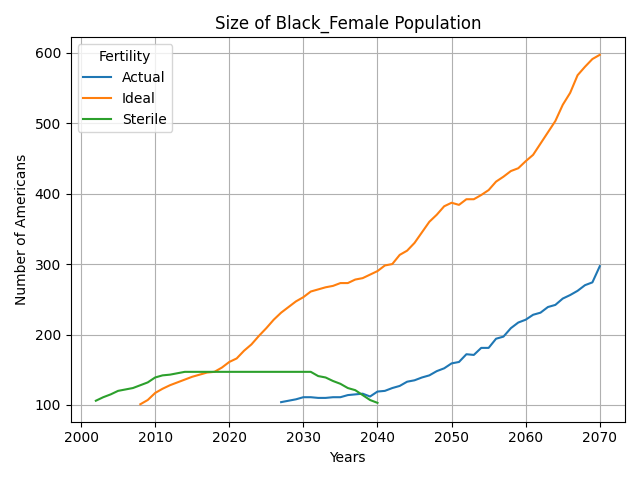 Size of Black_Female Population
Fertility
Actual
Ideal
Sterile
Number of Americans
600
500
400
300
200
100
2000 2010 2020 2030 2040 2050 2060 2070
Years